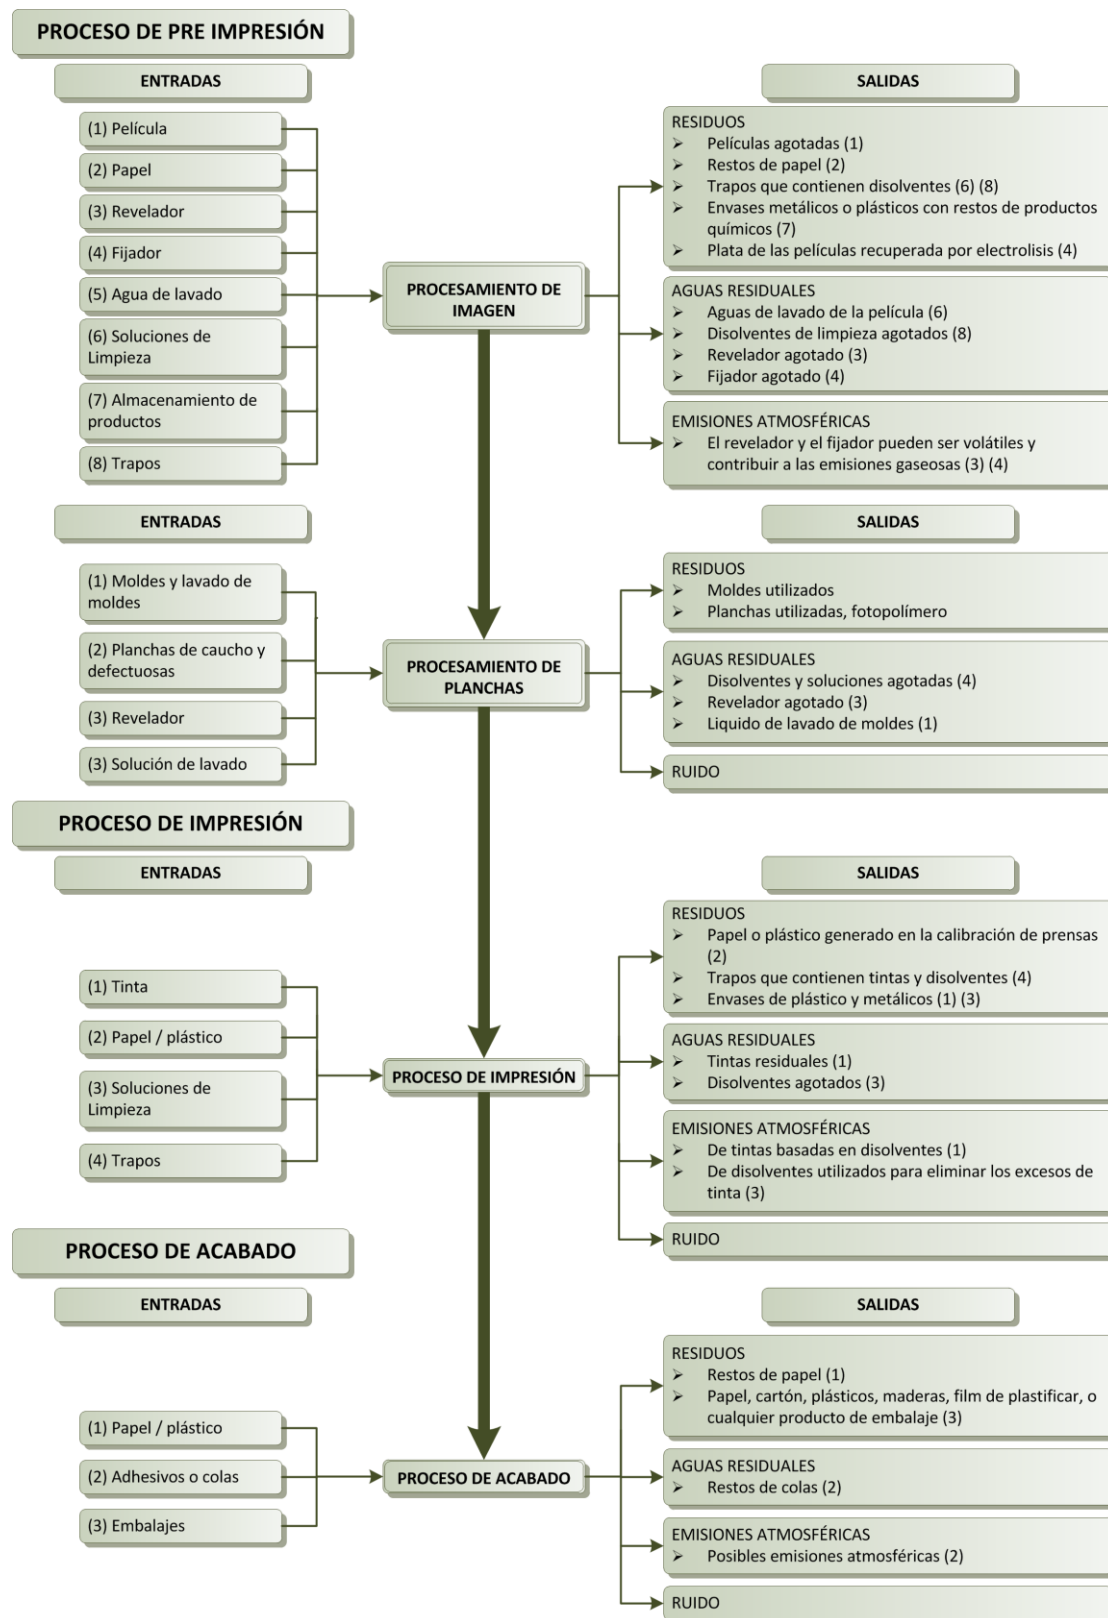 PROCESO DE PRE IMPRESIÓN
ENTRADAS
(1) Película
(2) Papel
(3) Revelador
(4) Fijador
(5) Agua de lavado
(6) Soluciones de
Limpieza
(7) Almacenamiento de
productos
(8) Trapos
PROCESAMIENTO DE
IMAGEN
SALIDAS
RESIDUOS
➢ Películas agotadas (1)
➢ Restos de papel (2)
➢ Trapos que contienen disolventes (6) (8)
➢ Envases metálicos o plásticos con restos de productos
químicos (7)
➢ Plata de las películas recuperada por electrolisis (4)
AGUAS RESIDUALES
➢ Aguas de lavado de la película (6)
➢ Disolventes de limpieza agotados (8)
➢ Revelador agotado (3)
➢ Fijador agotado (4)
EMISIONES ATMOSFÉRICAS
➢ El revelador y el fijador pueden ser volátiles y
contribuir a las emisiones gaseosas (3) (4)
ENTRADAS
(1) Moldes y lavado de
moldes
(2) Planchas de caucho y
defectuosas
(3) Revelador
(3) Solución de lavado
PROCESAMIENTO DE
PLANCHAS
SALIDAS
RESIDUOS
➢ Moldes utilizados
➢ Planchas utilizadas, fotopolímero
AGUAS RESIDUALES
➢ Disolventes y soluciones agotadas (4)
➢ Revelador agotado (3)
➢ Liquido de lavado de moldes (1)
RUIDO
PROCESO DE IMPRESIÓN
ENTRADAS
(1) Tinta
(2) Papel / plástico
(3) Soluciones de
Limpieza
(4) Trapos
PROCESO DE IMPRESIÓN
SALIDAS
RESIDUOS
➢ Papel o plástico generado en la calibración de prensas
(2)
➢ Trapos que contienen tintas y disolventes (4)
➢ Envases de plástico y metálicos (1) (3)
AGUAS RESIDUALES
➢ Tintas residuales (1)
➢ Disolventes agotados (3)
EMISIONES ATMOSFÉRICAS
➢ De tintas basadas en disolventes (1)
➢ De disolventes utilizados para eliminar los excesos de
tinta (3)
RUIDO
PROCESO DE ACABADO
ENTRADAS
(1) Papel / plástico
(2) Adhesivos o colas
(3) Embalajes
PROCESO DE ACABADO
SALIDAS
RESIDUOS
➢ Restos de papel (1)
➢ Papel, cartón, plásticos, maderas, film de plastificar, o
cualquier producto de embalaje (3)
AGUAS RESIDUALES
➢ Restos de colas (2)
EMISIONES ATMOSFÉRICAS
➢ Posibles emisiones atmosféricas (2)
RUIDO